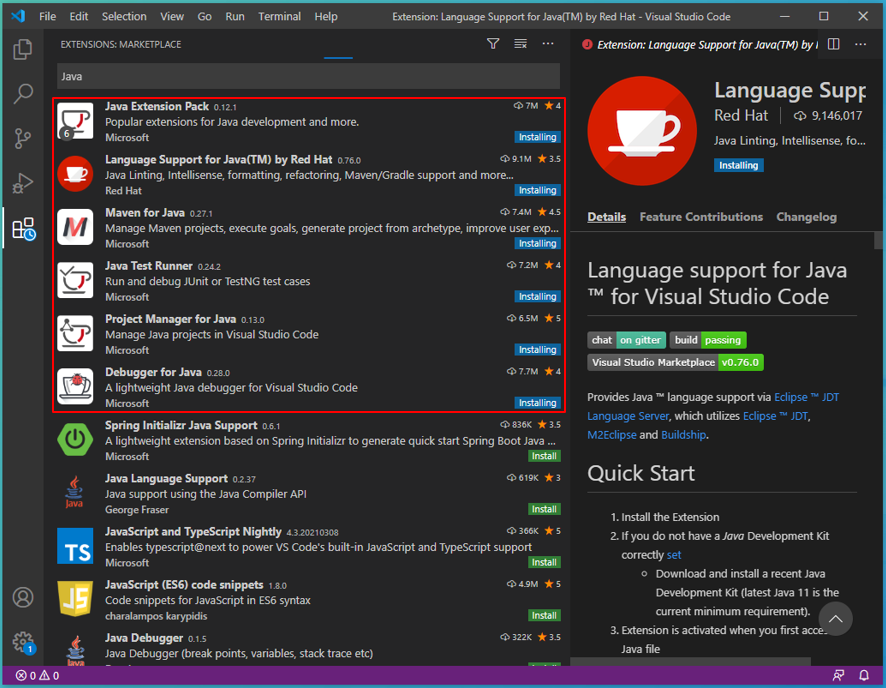 File Edit Selection View Go Run Terminal Help Extension: Language Support for Java(TM) by Red Hat - Visual Studio Code
EXTENSIONS: MARKETPLACE
Java
Java Extension Pack 0.12.1 7M 4
Popular extensions for Java development and more.
6
Microsoft Installing
Language Support for Java(TM) by Red Hat 0.76.0 9.1M 3.5
Java Linting, Intellisense, formatting, refactoring, Maven/Gradle support and more...
Red Hat Installing
Maven for Java 0.27.1 7.4M 4.5
Manage Maven projects, execute goals, generate project from archetype, improve user exp...
Microsoft Installing
Java Test Runner 0.24.2 7.2M 4
Run and debug JUnit or TestNG test cases
Microsoft Installing
Project Manager for Java 0.13.0 6.5M 5
Manage Java projects in Visual Studio Code
Microsoft Installing
Debugger for Java 0.28.0 7.7M 4
A lightweight Java debugger for Visual Studio Code
Microsoft Installing
Spring Initializr Java Support 0.6.1 836K 3.5
A lightweight extension based on Spring Initializr to generate quick start Spring Boot Java ...
Microsoft Install
Java Language Support 0.2.37 619K 3
Java support using the Java Compiler API
Java
George Fraser Install
JavaScript and TypeScript Nightly 4.3.20210308 366K 5
TS
Enables typescript@next to power VS Code's built-in JavaScript and TypeScript support
Microsoft Install
JavaScript (ES6) code snippets 1.8.0 4.9M 5
JS
Code snippets for JavaScript in ES6 syntax
charalampos karypidis Install
Java Debugger 0.1.5 322K 3.5
Java Debugger (break points, variables, stack trace etc)
Java
1
0 0
Extension: Language Support for Java(TM) by
Language Supp
Red Hat 9,146,017
Java Linting, Intellisense, fo...
Installing
Details Feature Contributions Changelog
Language support for Java
™ for Visual Studio Code
chat on gitter build passing
Visual Studio Marketplace v0.76.0
Provides Java ™ language support via Eclipse ™ JDT
Language Server, which utilizes Eclipse ™ JDT,
M2Eclipse and Buildship.
Quick Start
1. Install the Extension
2. If you do not have a Java Development Kit
correctly set
Download and install a recent Java
Development Kit (latest Java 11 is the
current minimum requirement).
3. Extension is activated when you first acce
Java file